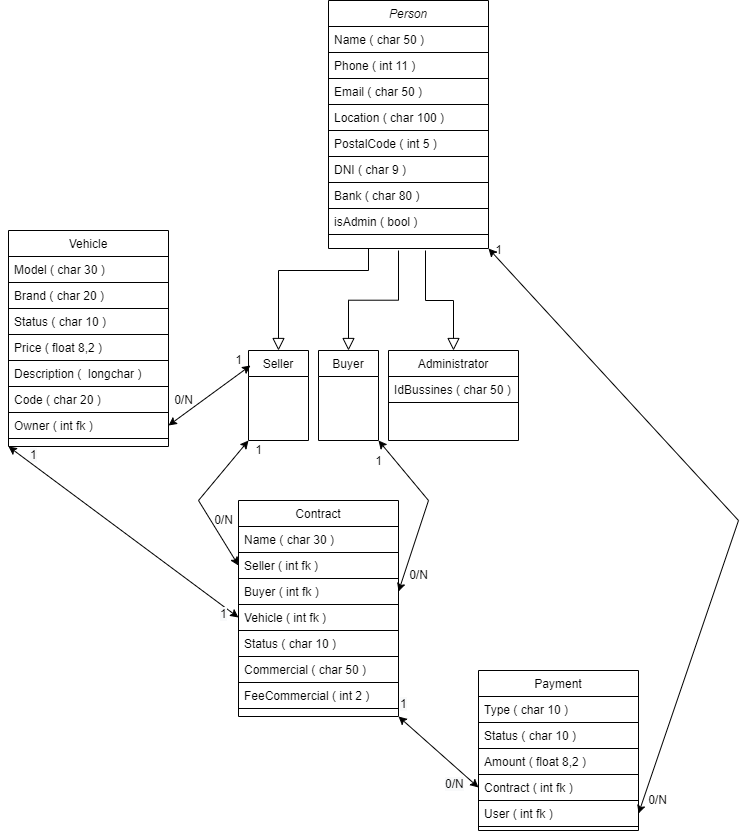 Person
Name ( char 50 )
Phone ( int 11 )
Email ( char 50 )
Location ( char 100 )
PostalCode ( int 5 )
DNI ( char 9 )
Bank ( char 80 )
isAdmin ( bool )
1
Vehicle
Model ( char 30 )
Brand ( char 20 )
Status ( char 10 )
Price ( float 8,2 )
Description (  longchar )
Code ( char 20 )
Owner ( int fk )
1
0/N
1
Seller
1
Buyer
1
Administrator
IdBussines ( char 50 )
0/N
0/N
1
Contract
Name ( char 30 )
Seller ( int fk )
Buyer ( int fk )
Vehicle ( int fk )
Status ( char 10 )
Commercial ( char 50 )
FeeCommercial ( int 2 )
1
0/N
Payment
Type ( char 10 )
Status ( char 10 )
Amount ( float 8,2 )
Contract ( int fk )
User ( int fk )
0/N